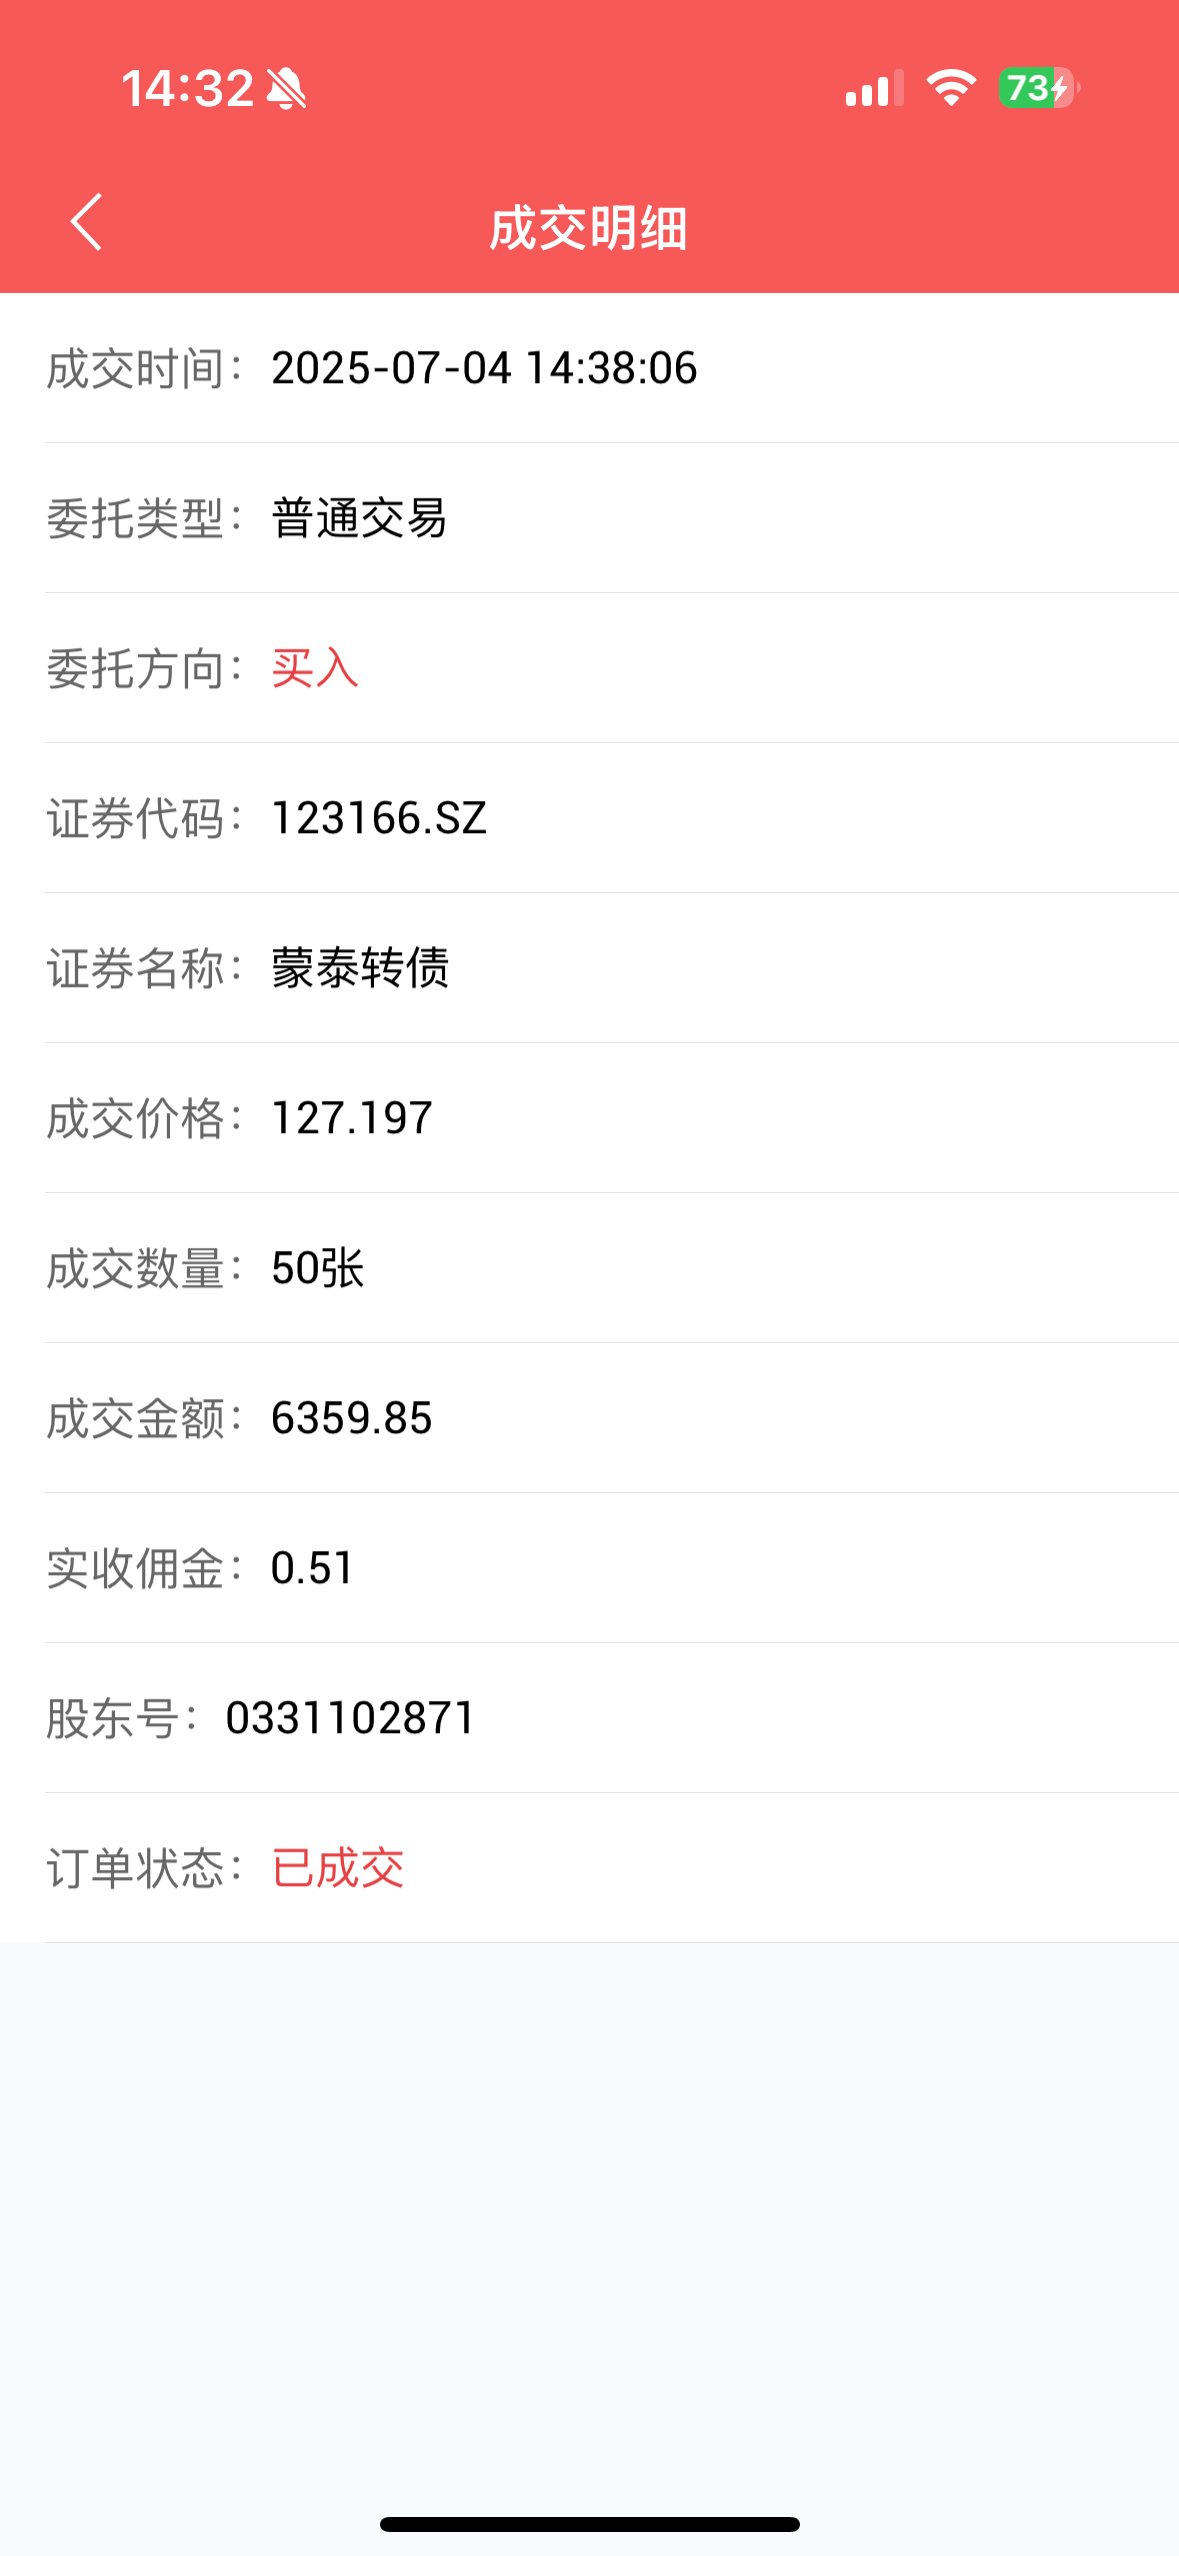 14:32
73
成交明细
成交时间: 2025-07-04 14:38:06
委托类型: 普通交易
委托方向: 买入
证券代码: 123166.SZ
证券名称: 蒙泰转债
成交价格: 127.197
成交数量: 50张
成交金额: 6359.85
实收佣金: 0.51
股东号: 0331102871
订单状态: 已成交